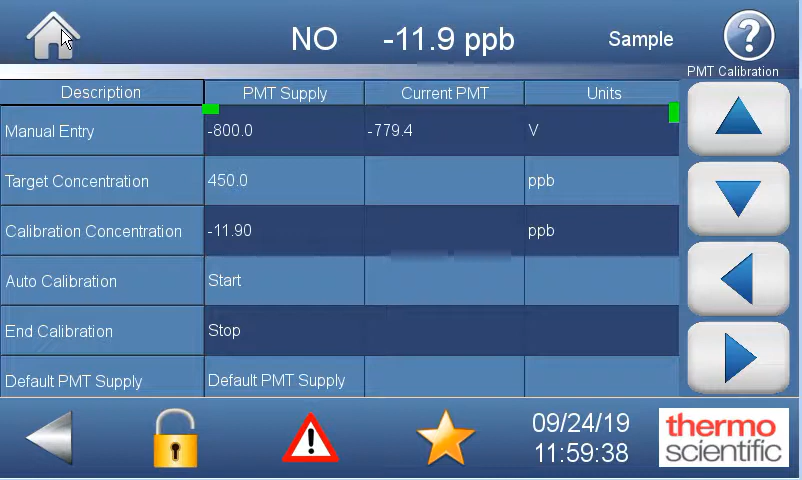 NO -11.9 ppb Sample
PMT Calibration
Description PMT Supply Current PMT Units
Manual Entry -800.0 -779.4 V
Target Concentration 450.0 ppb
Calibration Concentration -11.90 ppb
Auto Calibration Start
End Calibration Stop
Default PMT Supply Default PMT Supply
09/24/19
11:59:38
thermo
scientific